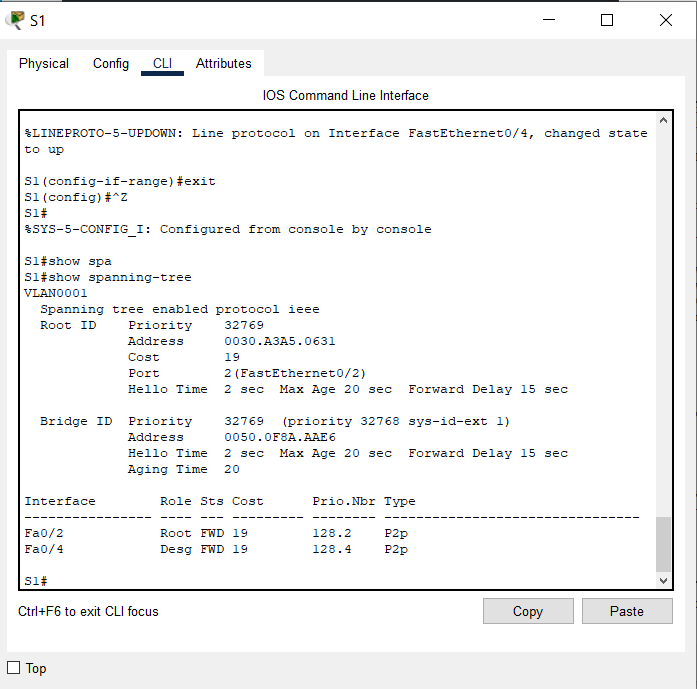 S1
Physical Config CLI Attributes
IOS Command Line Interface
%LINEPROTO-5-UPDOWN: Line protocol on Interface FastEthernet0/4, changed state
to up
S1(config-if-range)#exit
S1(config)#^Z
S1#
%SYS-5-CONFIG_I: Configured from console by console
S1#show spa
S1#show spanning-tree
VLAN0001
  Spanning tree enabled protocol ieee
  Root ID    Priority    32769
             Address     0030.A3A5.0631
             Cost        19
             Port        2(FastEthernet0/2)
             Hello Time  2 sec  Max Age 20 sec  Forward Delay 15 sec
  Bridge ID  Priority    32769  (priority 32768 sys-id-ext 1)
             Address     0050.0F8A.AAE6
             Hello Time  2 sec  Max Age 20 sec  Forward Delay 15 sec
             Aging Time  20
Interface        Role Sts Cost      Prio.Nbr Type
---------------- ---- --- --------- -------- --------------------------------
Fa0/2            Root FWD 19        128.2    P2p
Fa0/4            Desg FWD 19        128.4    P2p
S1#
Ctrl+F6 to exit CLI focus
Copy Paste
Top